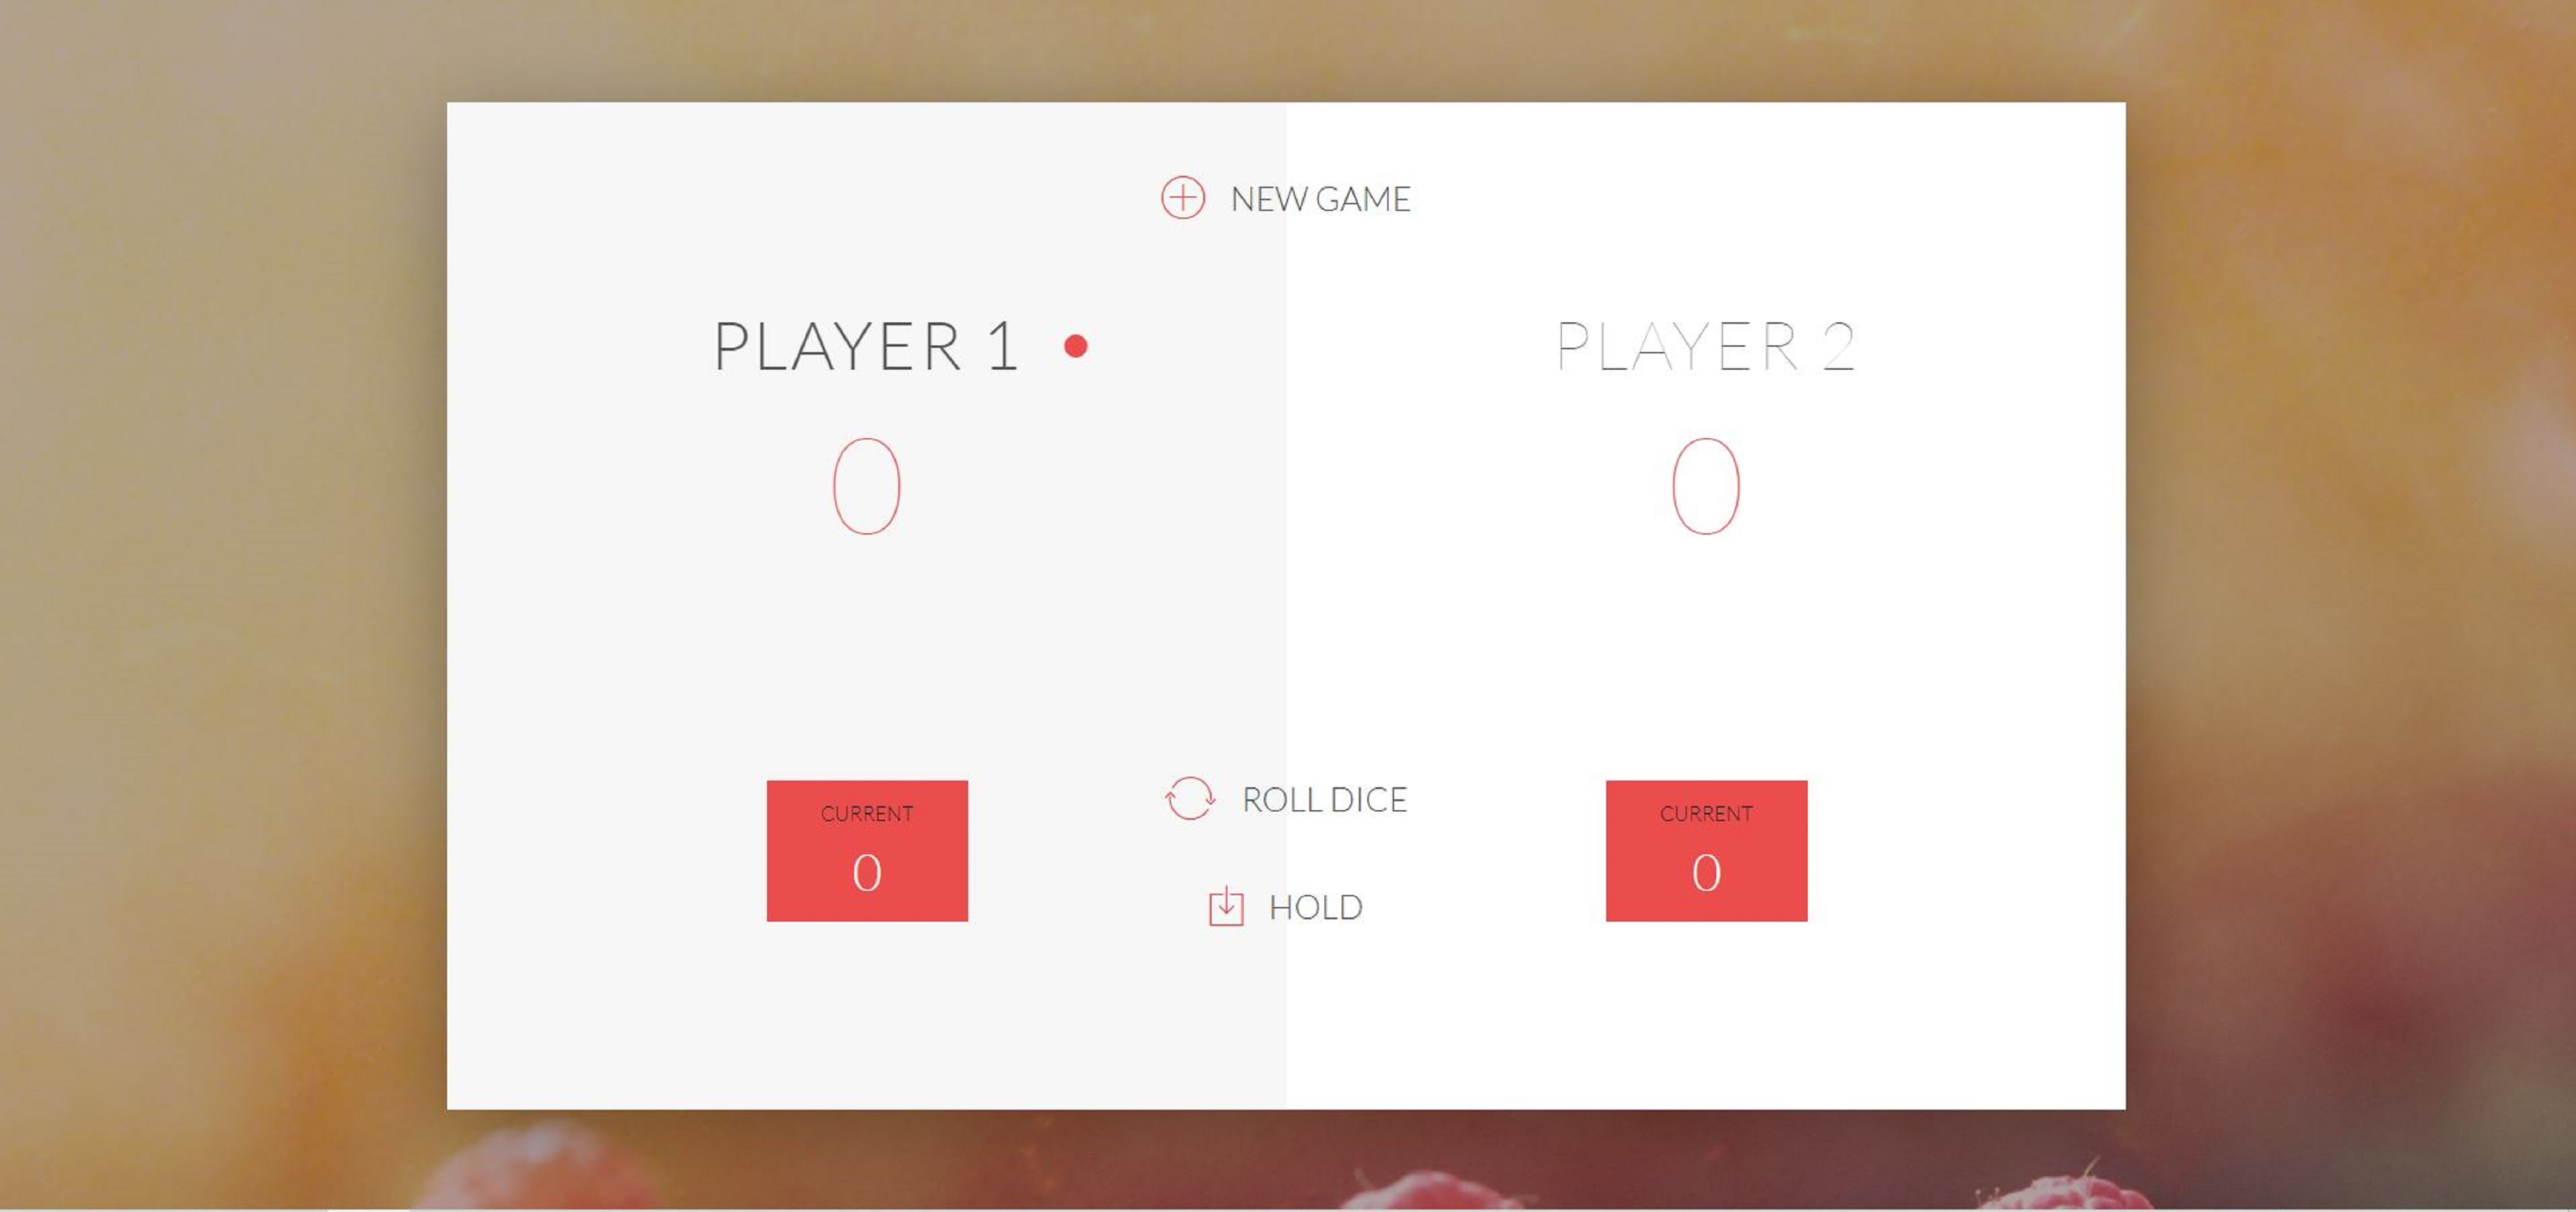 NEW GAME
PLAYER 1
0
PLAYER 2
0
CURRENT
0
ROLL DICE
HOLD
CURRENT
0